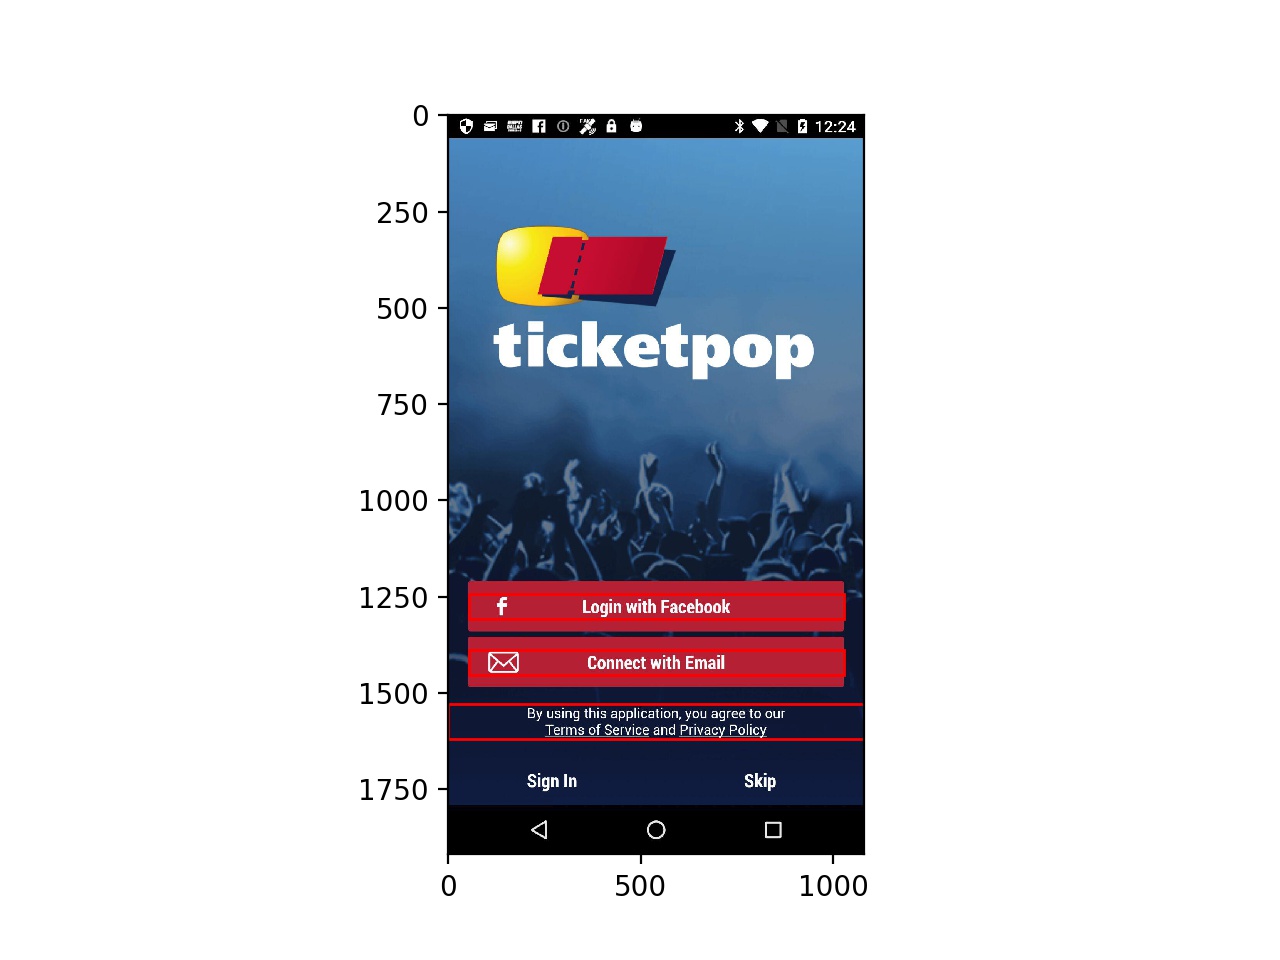 0
250
500
750
1000
1250
1500
1750
12:24
ticketpop
f Login with Facebook
Connect with Email
By using this application, you agree to our
Terms of Service and Privacy Policy
Sign In Skip
0 500 1000